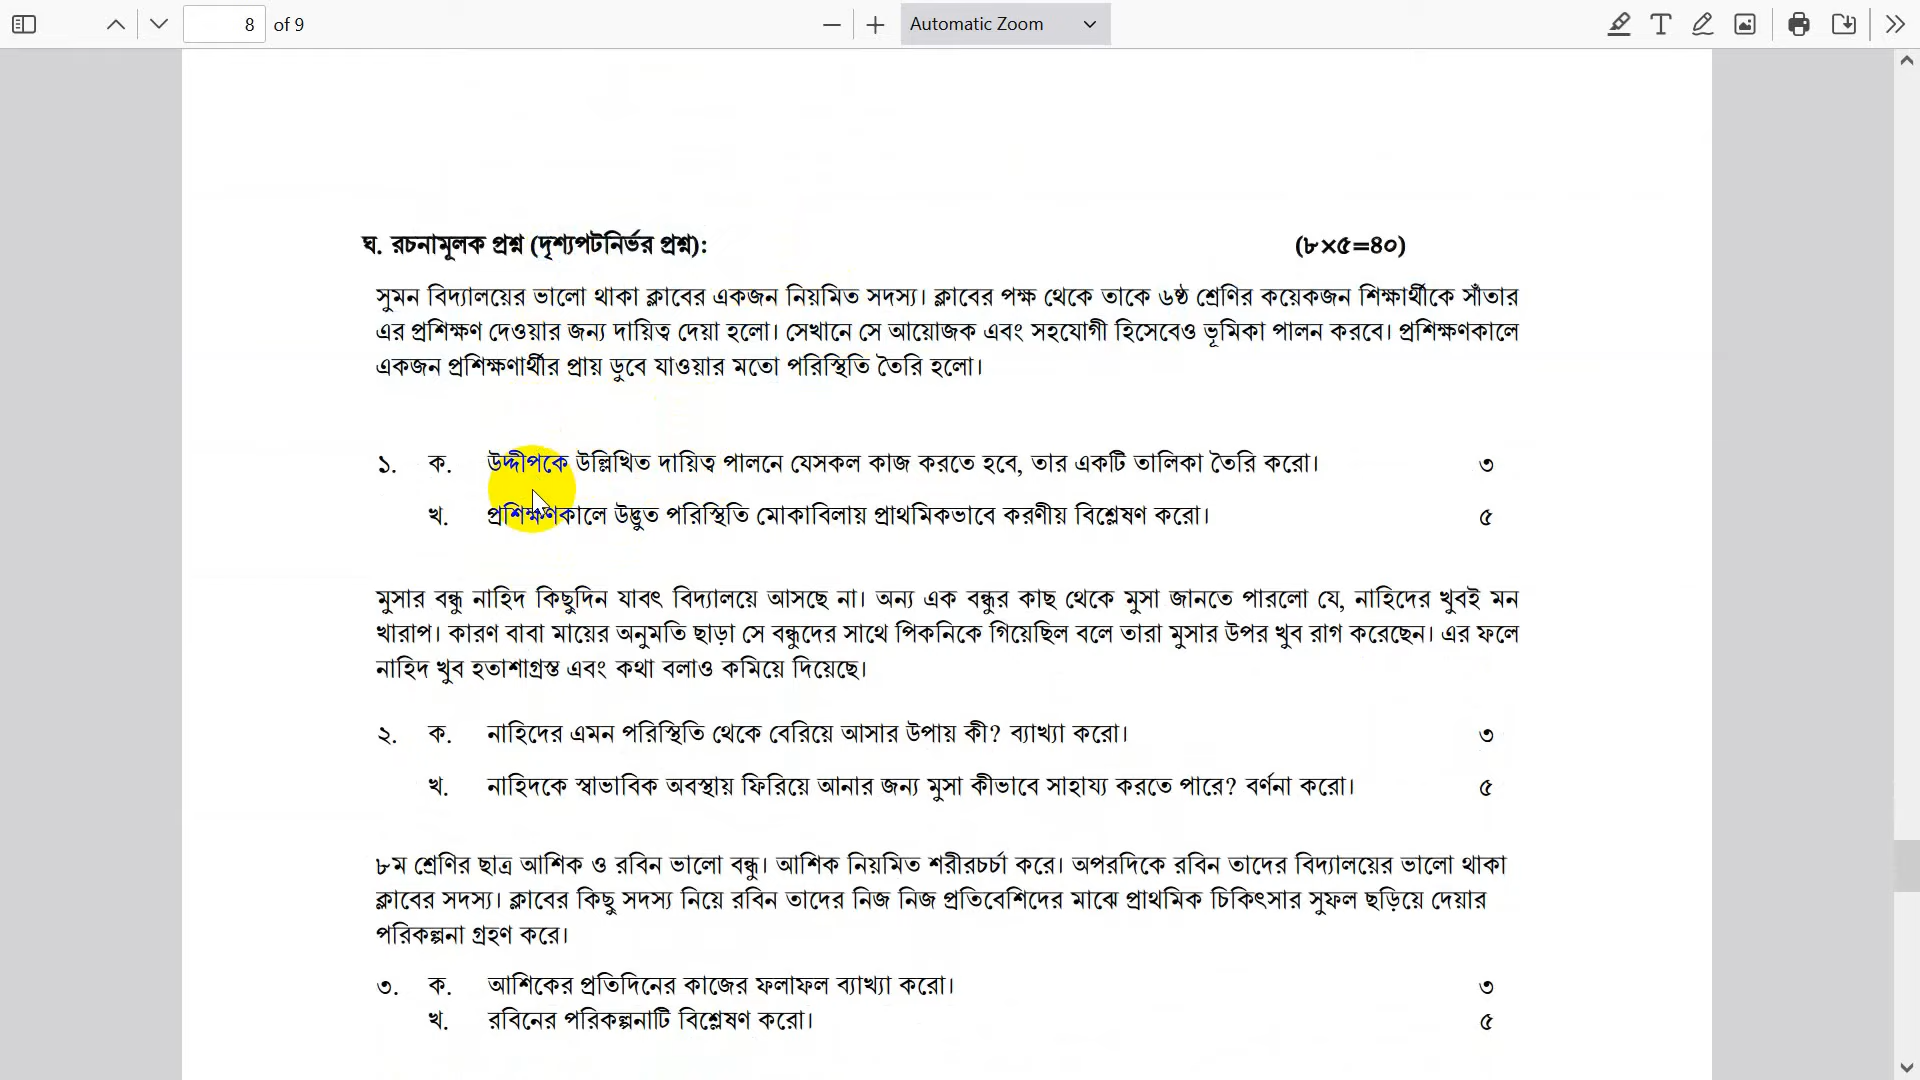 8 of 9 Automatic Zoom
ঘ. রচনামূলক প্রশ্ন (দৃশ্যপটনির্ভর প্রশ্ন): (৮×৫=৪০)
সুমন বিদ্যালয়ের ভালো থাকা ক্লাবের একজন নিয়মিত সদস্য। ক্লাবের পক্ষ থেকে তাকে ৬ষ্ঠ শ্রেণির কয়েকজন শিক্ষার্থীকে সাঁতার
এর প্রশিক্ষণ দেওয়ার জন্য দায়িত্ব দেয়া হলো। সেখানে সে আয়োজক এবং সহযোগী হিসেবেও ভূমিকা পালন করবে। প্রশিক্ষণকালে
একজন প্রশিক্ষণার্থীর প্রায় ডুবে যাওয়ার মতো পরিস্থিতি তৈরি হলো।
১. ক. উদ্দীপকে উল্লিখিত দায়িত্ব পালনে যেসকল কাজ করতে হবে, তার একটি তালিকা তৈরি করো। ৩
খ. প্রশিক্ষণকালে উদ্ভুত পরিস্থিতি মোকাবিলায় প্রাথমিকভাবে করণীয় বিশ্লেষণ করো। ৫
মুসার বন্ধু নাহিদ কিছুদিন যাবৎ বিদ্যালয়ে আসছে না। অন্য এক বন্ধুর কাছ থেকে মুসা জানতে পারলো যে, নাহিদের খুবই মন
খারাপ। কারণ বাবা মায়ের অনুমতি ছাড়া সে বন্ধুদের সাথে পিকনিকে গিয়েছিল বলে তারা মুসার উপর খুব রাগ করেছেন। এর ফলে
নাহিদ খুব হতাশাগ্রস্ত এবং কথা বলাও কমিয়ে দিয়েছে।
২. ক. নাহিদের এমন পরিস্থিতি থেকে বেরিয়ে আসার উপায় কী? ব্যাখ্যা করো। ৩
খ. নাহিদকে স্বাভাবিক অবস্থায় ফিরিয়ে আনার জন্য মুসা কীভাবে সাহায্য করতে পারে? বর্ণনা করো। ৫
৮ম শ্রেণির ছাত্র আশিক ও রবিন ভালো বন্ধু। আশিক নিয়মিত শরীরচর্চা করে। অপরদিকে রবিন তাদের বিদ্যালয়ের ভালো থাকা
ক্লাবের সদস্য। ক্লাবের কিছু সদস্য নিয়ে রবিন তাদের নিজ নিজ প্রতিবেশিদের মাঝে প্রাথমিক চিকিৎসার সুফল ছড়িয়ে দেয়ার
পরিকল্পনা গ্রহণ করে।
৩. ক. আশিকের প্রতিদিনের কাজের ফলাফল ব্যাখ্যা করো। ৩
খ. রবিনের পরিকল্পনাটি বিশ্লেষণ করো। ৫